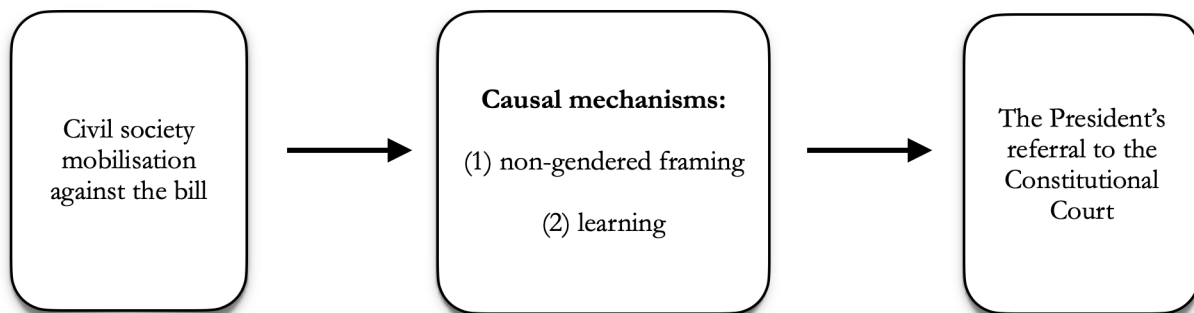 Civil society
mobilisation
against the bill
Causal mechanisms:
(1) non-gendered framing
(2) learning
The President’s
referral to the
Constitutional
Court